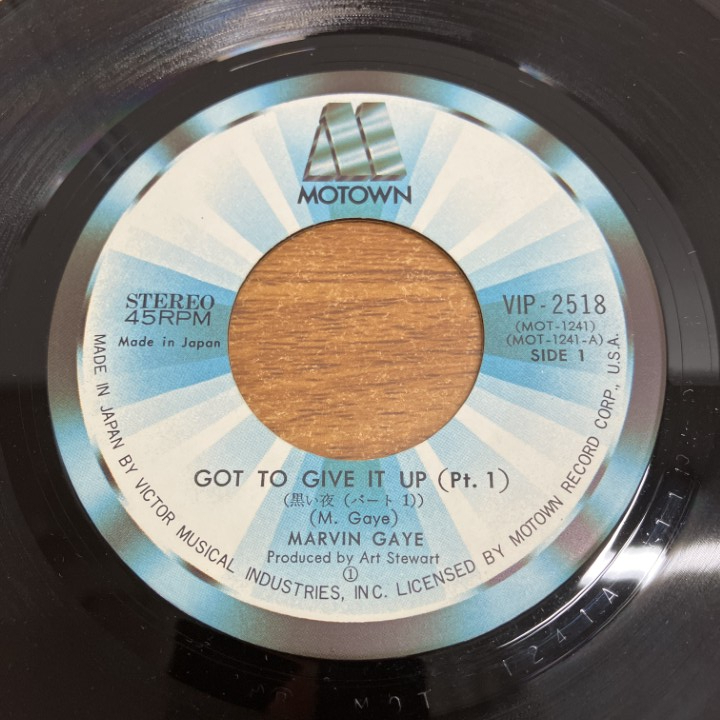 MOTOWN
STEREO
45RPM
Made in Japan
VIP-2518
(MOT-1241)
(MOT-1241-A)
SIDE 1
GOT TO GIVE IT UP (Pt. 1)
(黒い夜 (パート 1))
(M. Gaye)
MARVIN GAYE
Produced by Art Stewart
①
MADE IN JAPAN BY VICTOR MUSICAL INDUSTRIES, INC. LICENSED BY MOTOWN RECORD CORP., U.S.A.
MOT 1241A